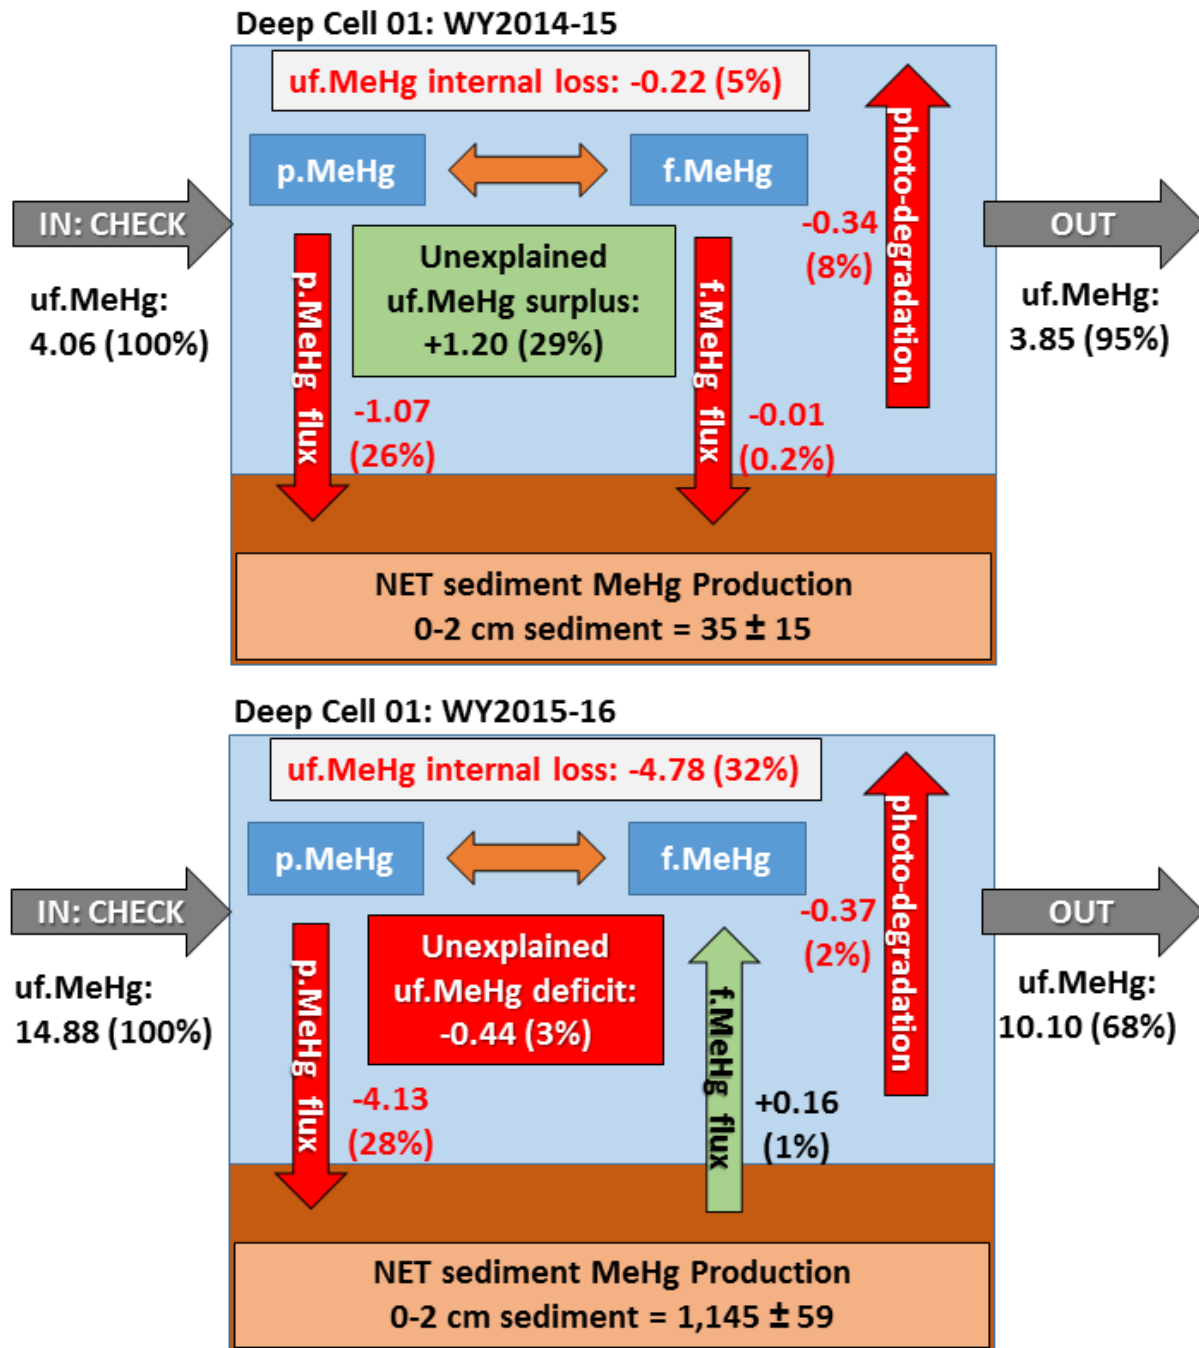 Deep Cell 01: WY2014-15
uf.MeHg internal loss: -0.22 (5%)
p.MeHg
f.MeHg
IN: CHECK
uf.MeHg:
4.06 (100%)
p.MeHg flux
Unexplained
uf.MeHg surplus:
+1.20 (29%)
-1.07
(26%)
f.MeHg flux
-0.01
(0.2%)
-0.34
(8%)
photo-degradation
OUT
uf.MeHg:
3.85 (95%)
NET sediment MeHg Production
0-2 cm sediment = 35 ± 15
Deep Cell 01: WY2015-16
uf.MeHg internal loss: -4.78 (32%)
p.MeHg
f.MeHg
IN: CHECK
uf.MeHg:
14.88 (100%)
p.MeHg flux
Unexplained
uf.MeHg deficit:
-0.44 (3%)
-4.13
(28%)
f.MeHg flux
+0.16
(1%)
-0.37
(2%)
photo-degradation
OUT
uf.MeHg:
10.10 (68%)
NET sediment MeHg Production
0-2 cm sediment = 1,145 ± 59